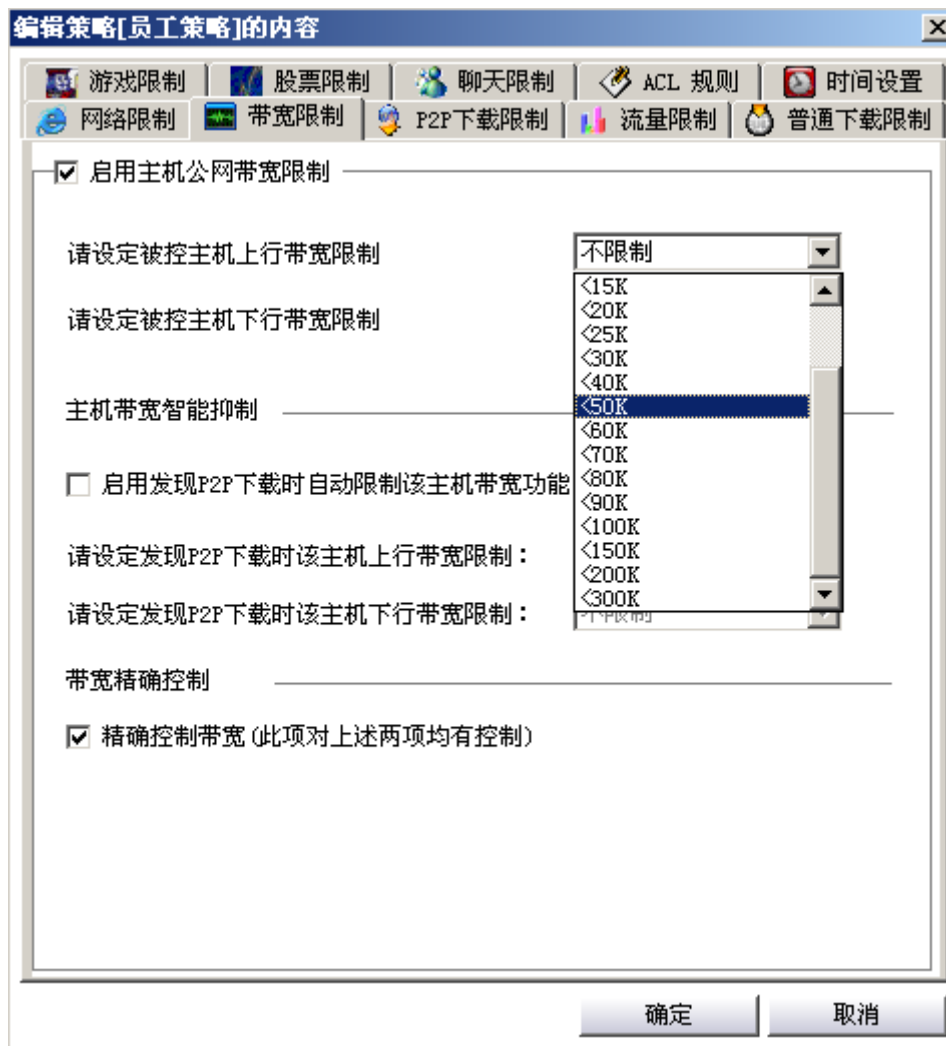 编辑策略[员工策略]的内容
游戏限制 股票限制 聊天限制 ACL 规则 时间设置
网络限制 带宽限制 P2P下载限制 流量限制 普通下载限制
启用主机公网带宽限制
请设定被控主机上行带宽限制 不限制
<15K
<20K
请设定被控主机下行带宽限制
<25K
<30K
<40K
主机带宽智能抑制
<50K
<60K
<70K
启用发现P2P下载时自动限制该主机带宽功能
<80K
<90K
<100K
请设定发现P2P下载时该主机上行带宽限制：
<150K
<200K
<300K
请设定发现P2P下载时该主机下行带宽限制： 不限制
带宽精确控制
精确控制带宽(此项对上述两项均有控制)
确定 取消